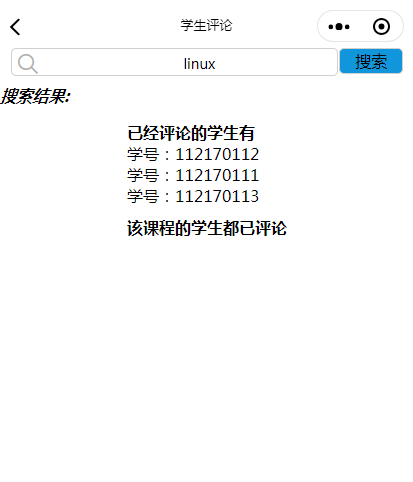 学生评论
linux
搜索
搜索结果:
已经评论的学生有
学号：112170112
学号：112170111
学号：112170113
该课程的学生都已评论